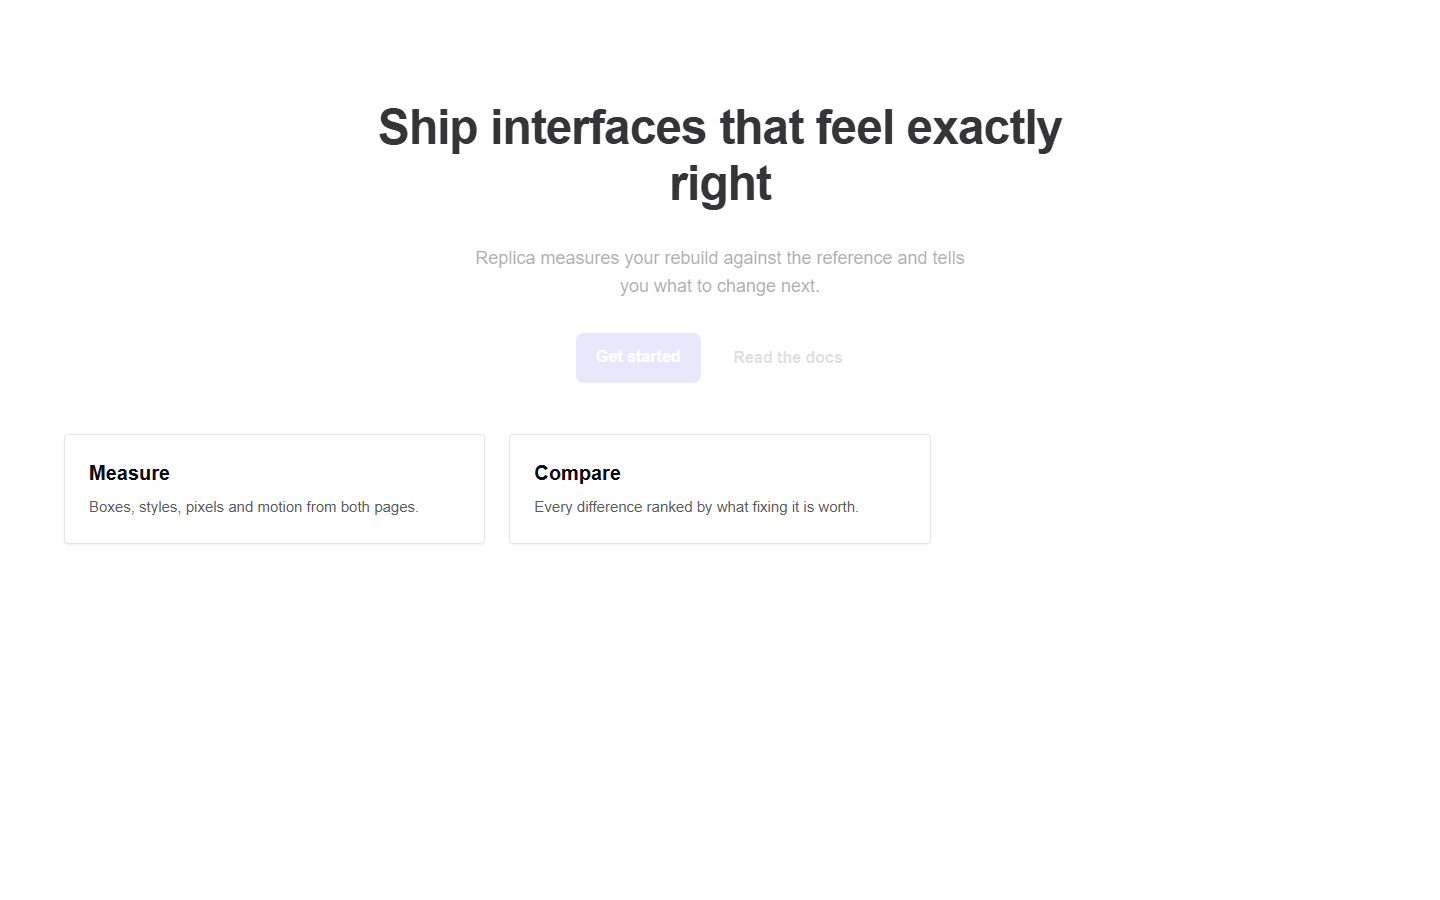 Ship interfaces that feel exactly
right
Replica measures your rebuild against the reference and tells
you what to change next.
Get started
Read the docs
Measure
Boxes, styles, pixels and motion from both pages.
Compare
Every difference ranked by what fixing it is worth.